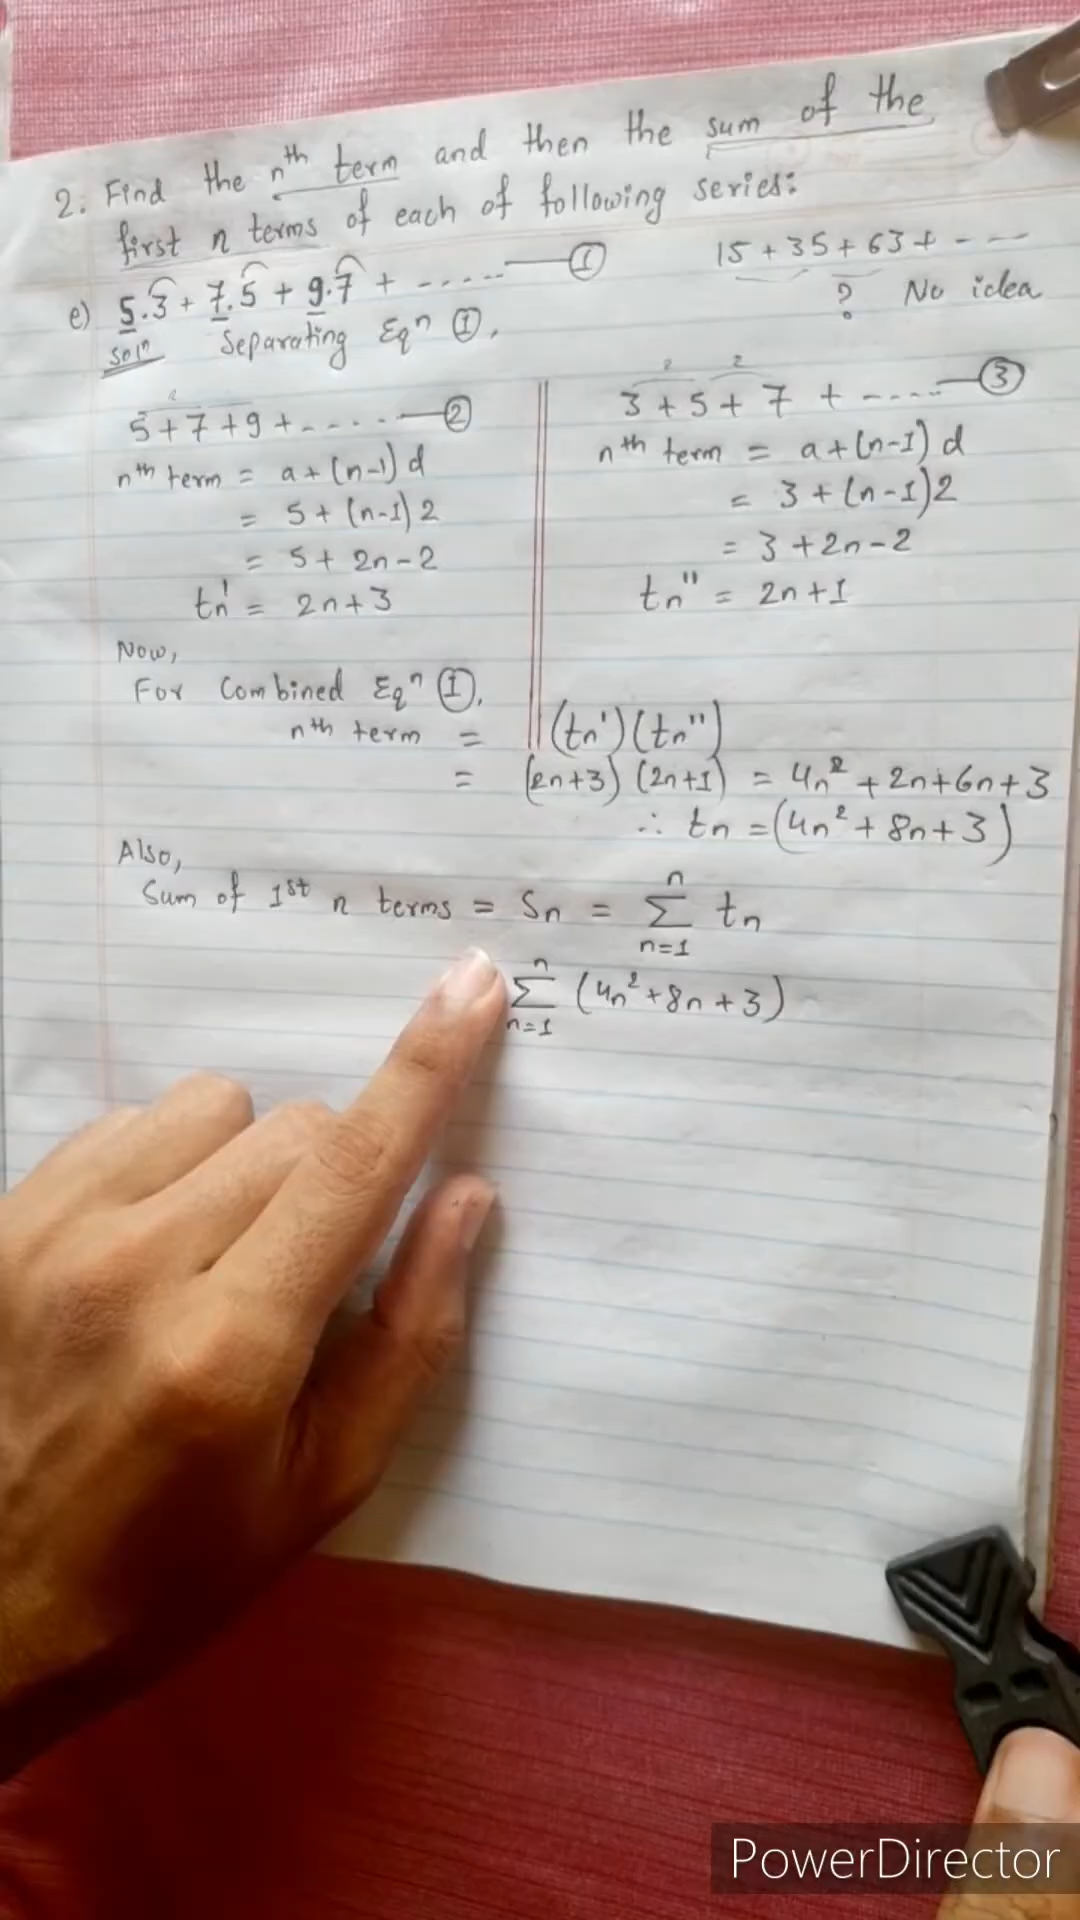 2. Find the nth term and then the sum of the
first n terms of each of following series:
e) 5.3 + 7.5 + 9.7 + ...... — ①
15 + 35 + 63 + ----
? No idea
Soln Separating Eqn ①,
5 + 7 + 9 + ..... — ②
nth term = a + (n-1) d
= 5 + (n-1) 2
= 5 + 2n - 2
tn' = 2n + 3
2 2
3 + 5 + 7 + ..... — ③
nth term = a + (n-1) d
= 3 + (n-1) 2
= 3 + 2n - 2
tn'' = 2n + 1
Now,
For Combined Eqn ①,
nth term = (tn') (tn'')
= (2n+3) (2n+1) = 4n² + 2n + 6n + 3
∴ tn = (4n² + 8n + 3)
Also,
Sum of 1st n terms = Sn = n Σ n=1 tn
n Σ n=1 (4n² + 8n + 3)
PowerDirector